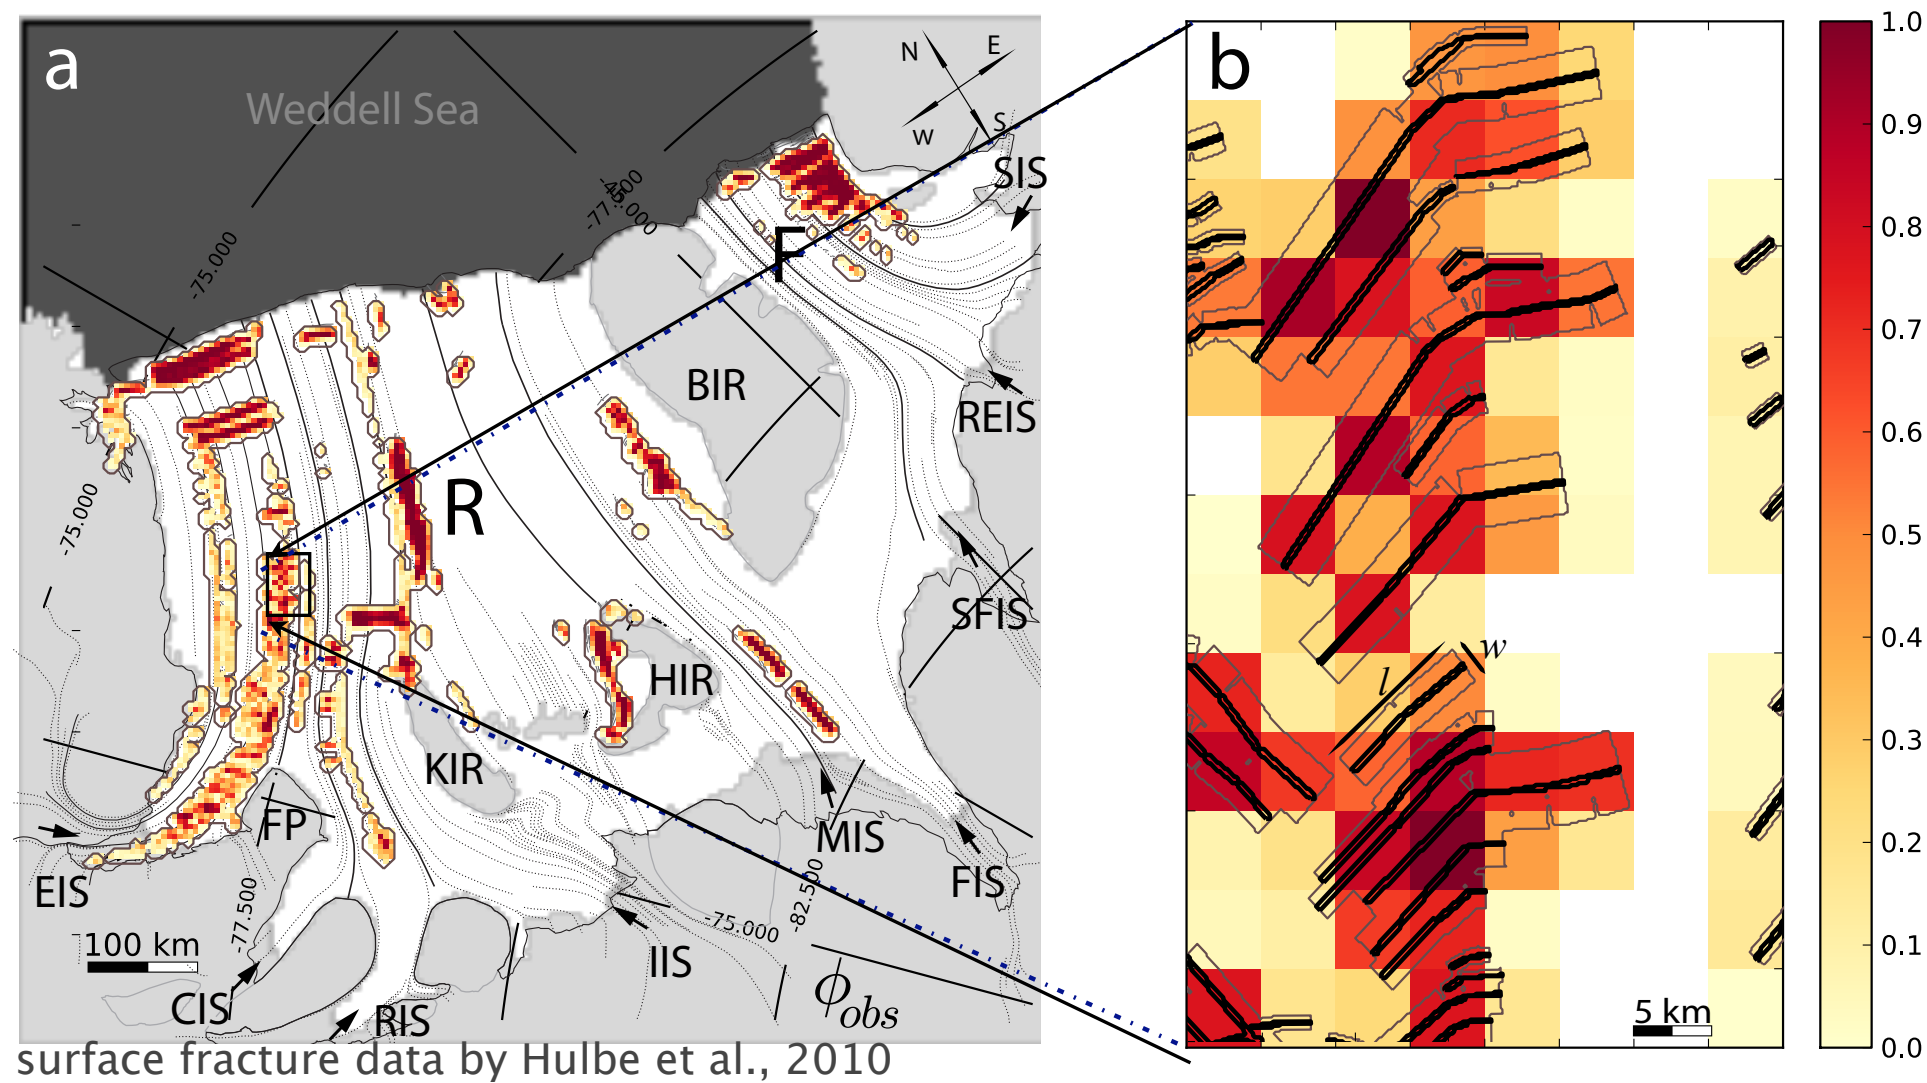 a
Weddell Sea
N
E
W
S
SIS
-75.000
-77.500
-45.000
F
BIR
REIS
R
-75.000
SFIS
HIR
KIR
FP
MIS
FIS
EIS
-77.500
-82.500
-75.000
IIS
100 km
CIS
RIS
ϕobs
surface fracture data by Hulbe et al., 2010
b
l
w
5 km
1.0
0.9
0.8
0.7
0.6
0.5
0.4
0.3
0.2
0.1
0.0